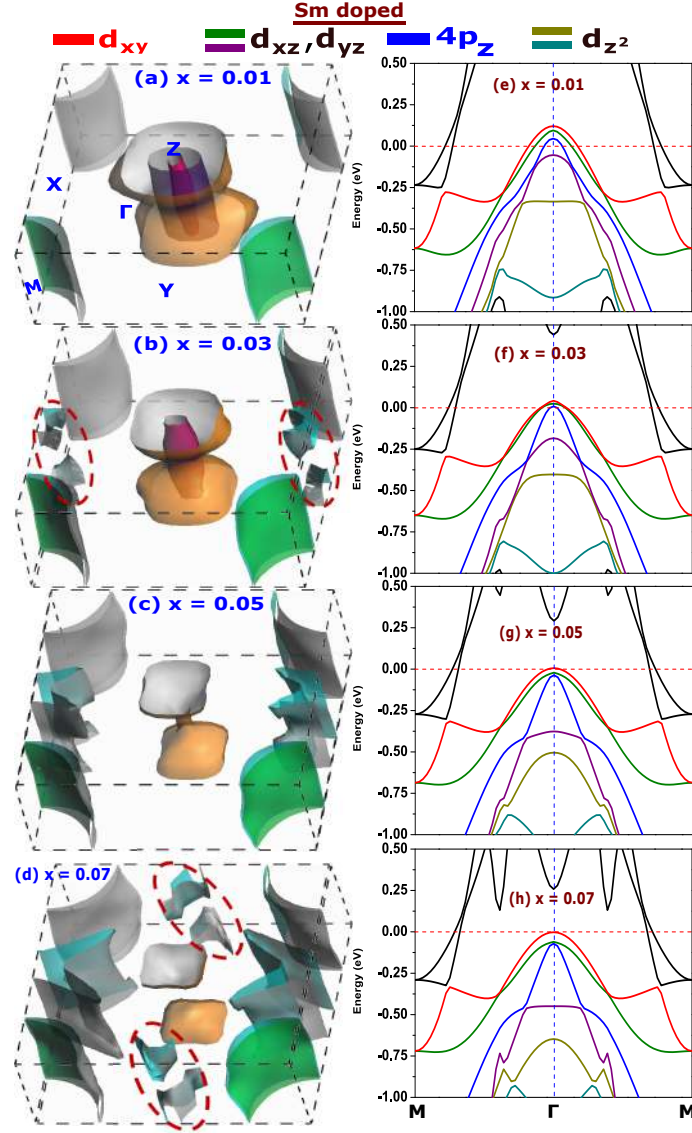 Sm doped
dxy dxz,dyz 4pz dz²
(a) x = 0.01
Z
X
Γ
M
Y
(b) x = 0.03
(c) x = 0.05
(d) x = 0.07
(e) x = 0.01
0.50
0.25
0.00
-0.25
-0.50
-0.75
-1.00
Energy (eV)
(f) x = 0.03
0.50
0.25
0.00
-0.25
-0.50
-0.75
-1.00
Energy (eV)
(g) x = 0.05
0.50
0.25
0.00
-0.25
-0.50
-0.75
-1.00
Energy (eV)
(h) x = 0.07
0.50
0.25
0.00
-0.25
-0.50
-0.75
-1.00
Energy (eV)
M Γ M